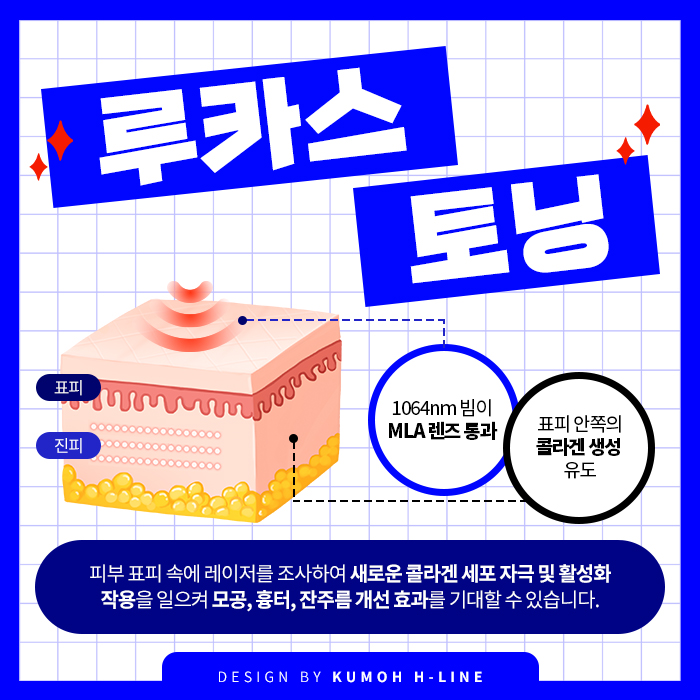 루카스
토닝
표피
진피
1064nm 빔이
MLA 렌즈 통과
표피 안쪽의
콜라겐 생성
유도
피부 표피 속에 레이저를 조사하여 새로운 콜라겐 세포 자극 및 활성화
작용을 일으켜 모공, 흉터, 잔주름 개선 효과를 기대할 수 있습니다.
DESIGN BY KUMOH H-LINE